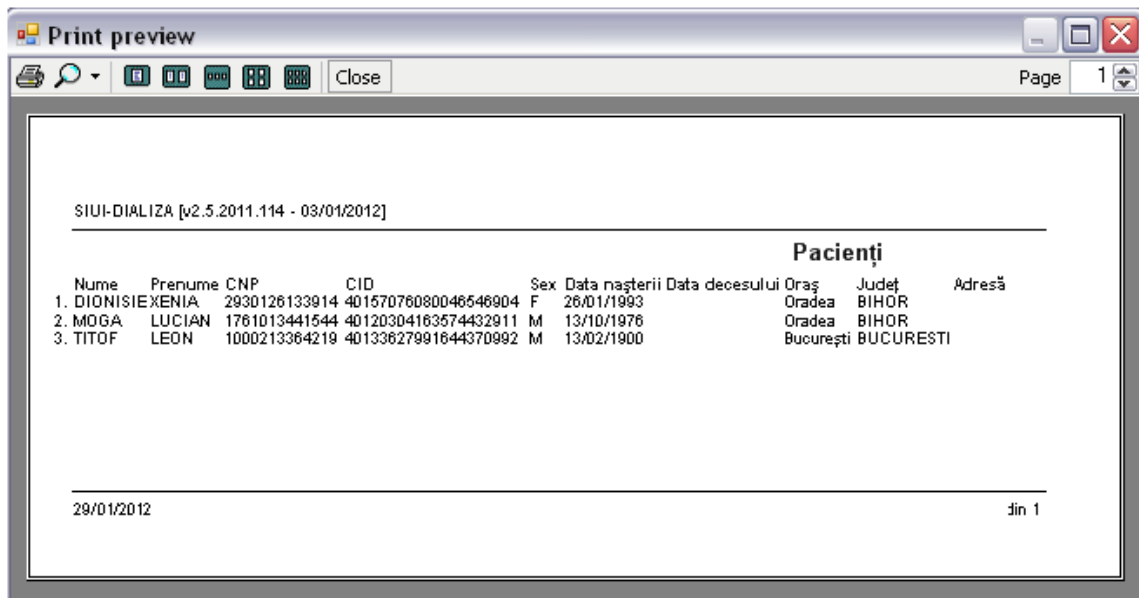 Print preview
Close Page 1
SIUI-DIALIZA [v2.5.2011.114 - 03/01/2012]
Pacienți
Nume Prenume CNP CID Sex Data nașterii Data decesului Oraș Județ Adresă
1. DIONISIE XENIA 2930126133914 40157076080046546904 F 26/01/1993 Oradea BIHOR
2. MOGA LUCIAN 1761013441544 40120304163574432911 M 13/10/1976 Oradea BIHOR
3. TITOF LEON 1000213364219 40133627991644370992 M 13/02/1900 București BUCURESTI
29/01/2012 din 1